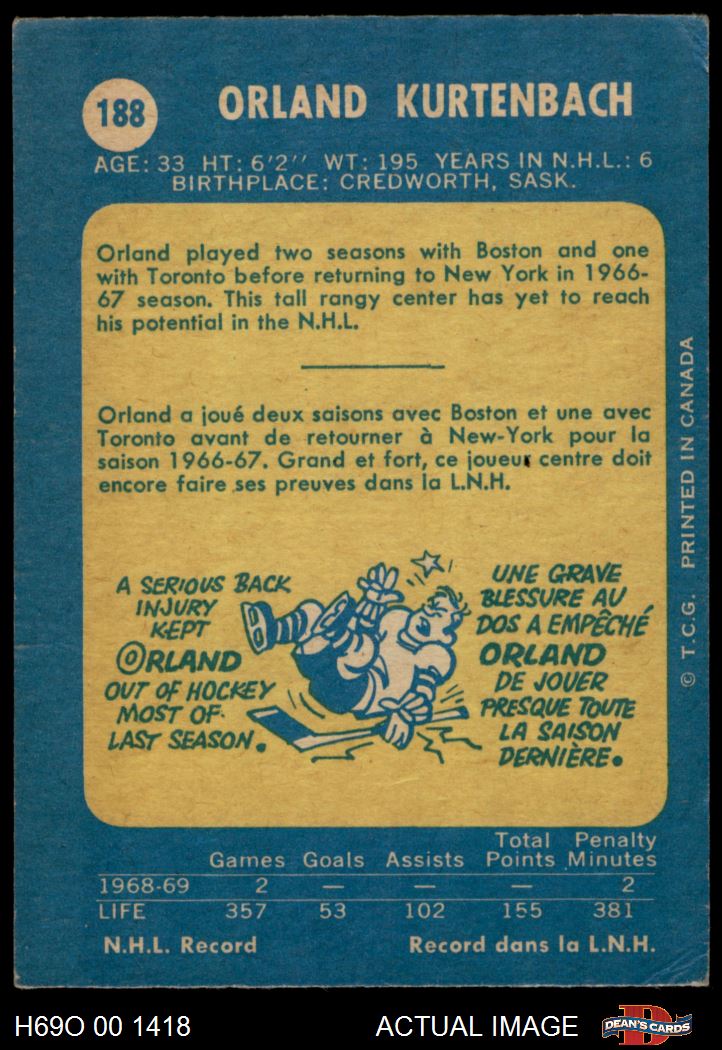 188
ORLAND KURTENBACH
AGE: 33 HT: 6'2'' WT: 195 YEARS IN N.H.L.: 6
BIRTHPLACE: CREDWORTH, SASK.
Orland played two seasons with Boston and one
with Toronto before returning to New York in 1966-
67 season. This tall rangy center has yet to reach
his potential in the N.H.L.
Orland a joué deux saisons avec Boston et une avec
Toronto avant de retourner à New-York pour la
saison 1966-67. Grand et fort, ce joueur centre doit
encore faire ses preuves dans la L.N.H.
A SERIOUS BACK
INJURY
KEPT
ORLAND
OUT OF HOCKEY
MOST OF
LAST SEASON.
UNE GRAVE
BLESSURE AU
DOS A EMPÊCHÉ
ORLAND
DE JOUER
PRESQUE TOUTE
LA SAISON
DERNIÈRE.
© T.C.G. PRINTED IN CANADA
Total Penalty
Games Goals Assists Points Minutes
1968-69 2 — — — 2
LIFE 357 53 102 155 381
N.H.L. Record Record dans la L.N.H.
H69O 00 1418 ACTUAL IMAGE D DEAN'S CARDS